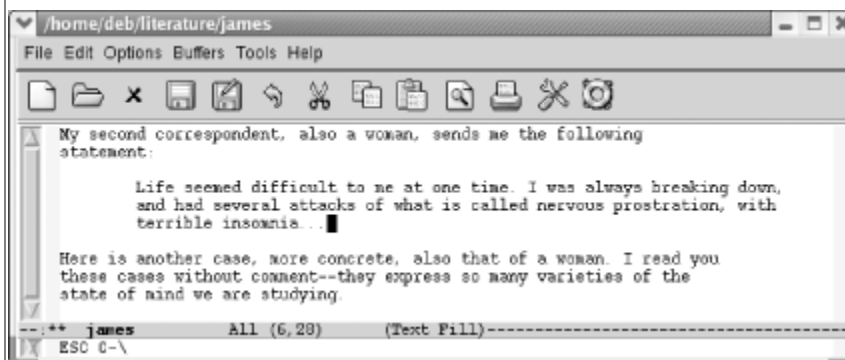 /home/deb/literature/james
File Edit Options Buffers Tools Help
My second correspondent, also a woman, sends me the following
statement:
Life seemed difficult to me at one time. I was always breaking down,
and had several attacks of what is called nervous prostration, with
terrible insomnia...
Here is another case, more concrete, also that of a woman. I read you
these cases without comment--they express so many varieties of the
state of mind we are studying.
--:** james All (6,28) (Text Fill)----------------------------------
ESC C-\